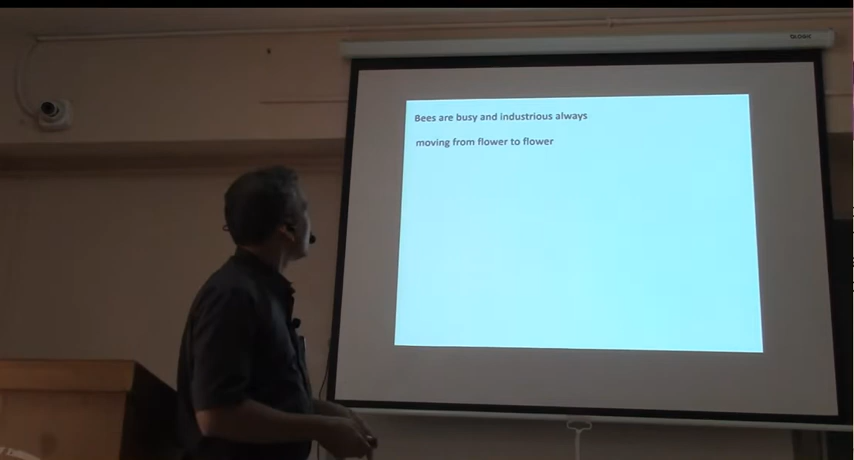 Bees are busy and industrious always
moving from flower to flower